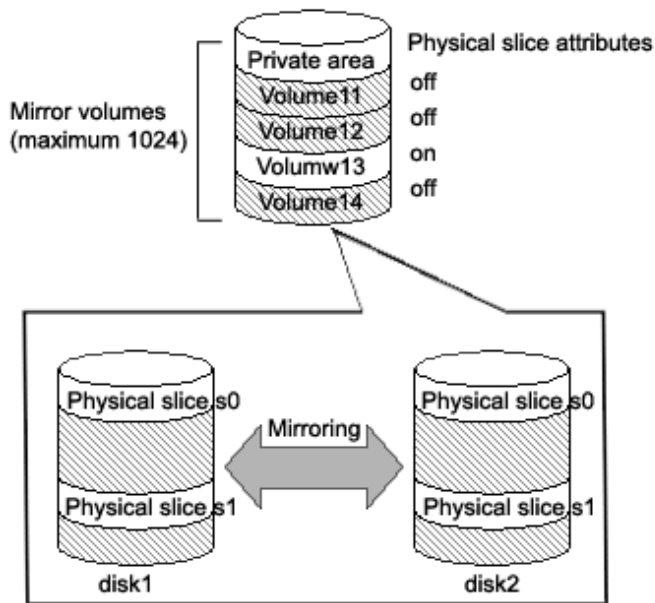 Physical slice attributes
Private area
Volume11
off
Mirror volumes
(maximum 1024)
Volume12
off
Volumw13
on
Volume14
off
Physical slice s0
Physical slice s0
Mirroring
Physical slice s1
Physical slice s1
disk1
disk2